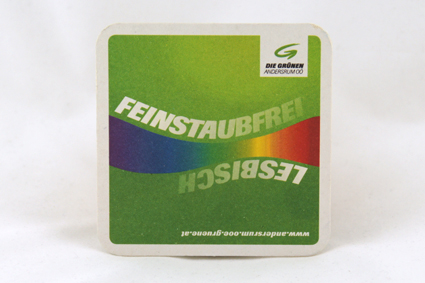 DIE GRÜNEN
ANDERSRUM OÖ
FEINSTAUBFREI
LESBISCH
www.andersrum.ooe.gruene.at